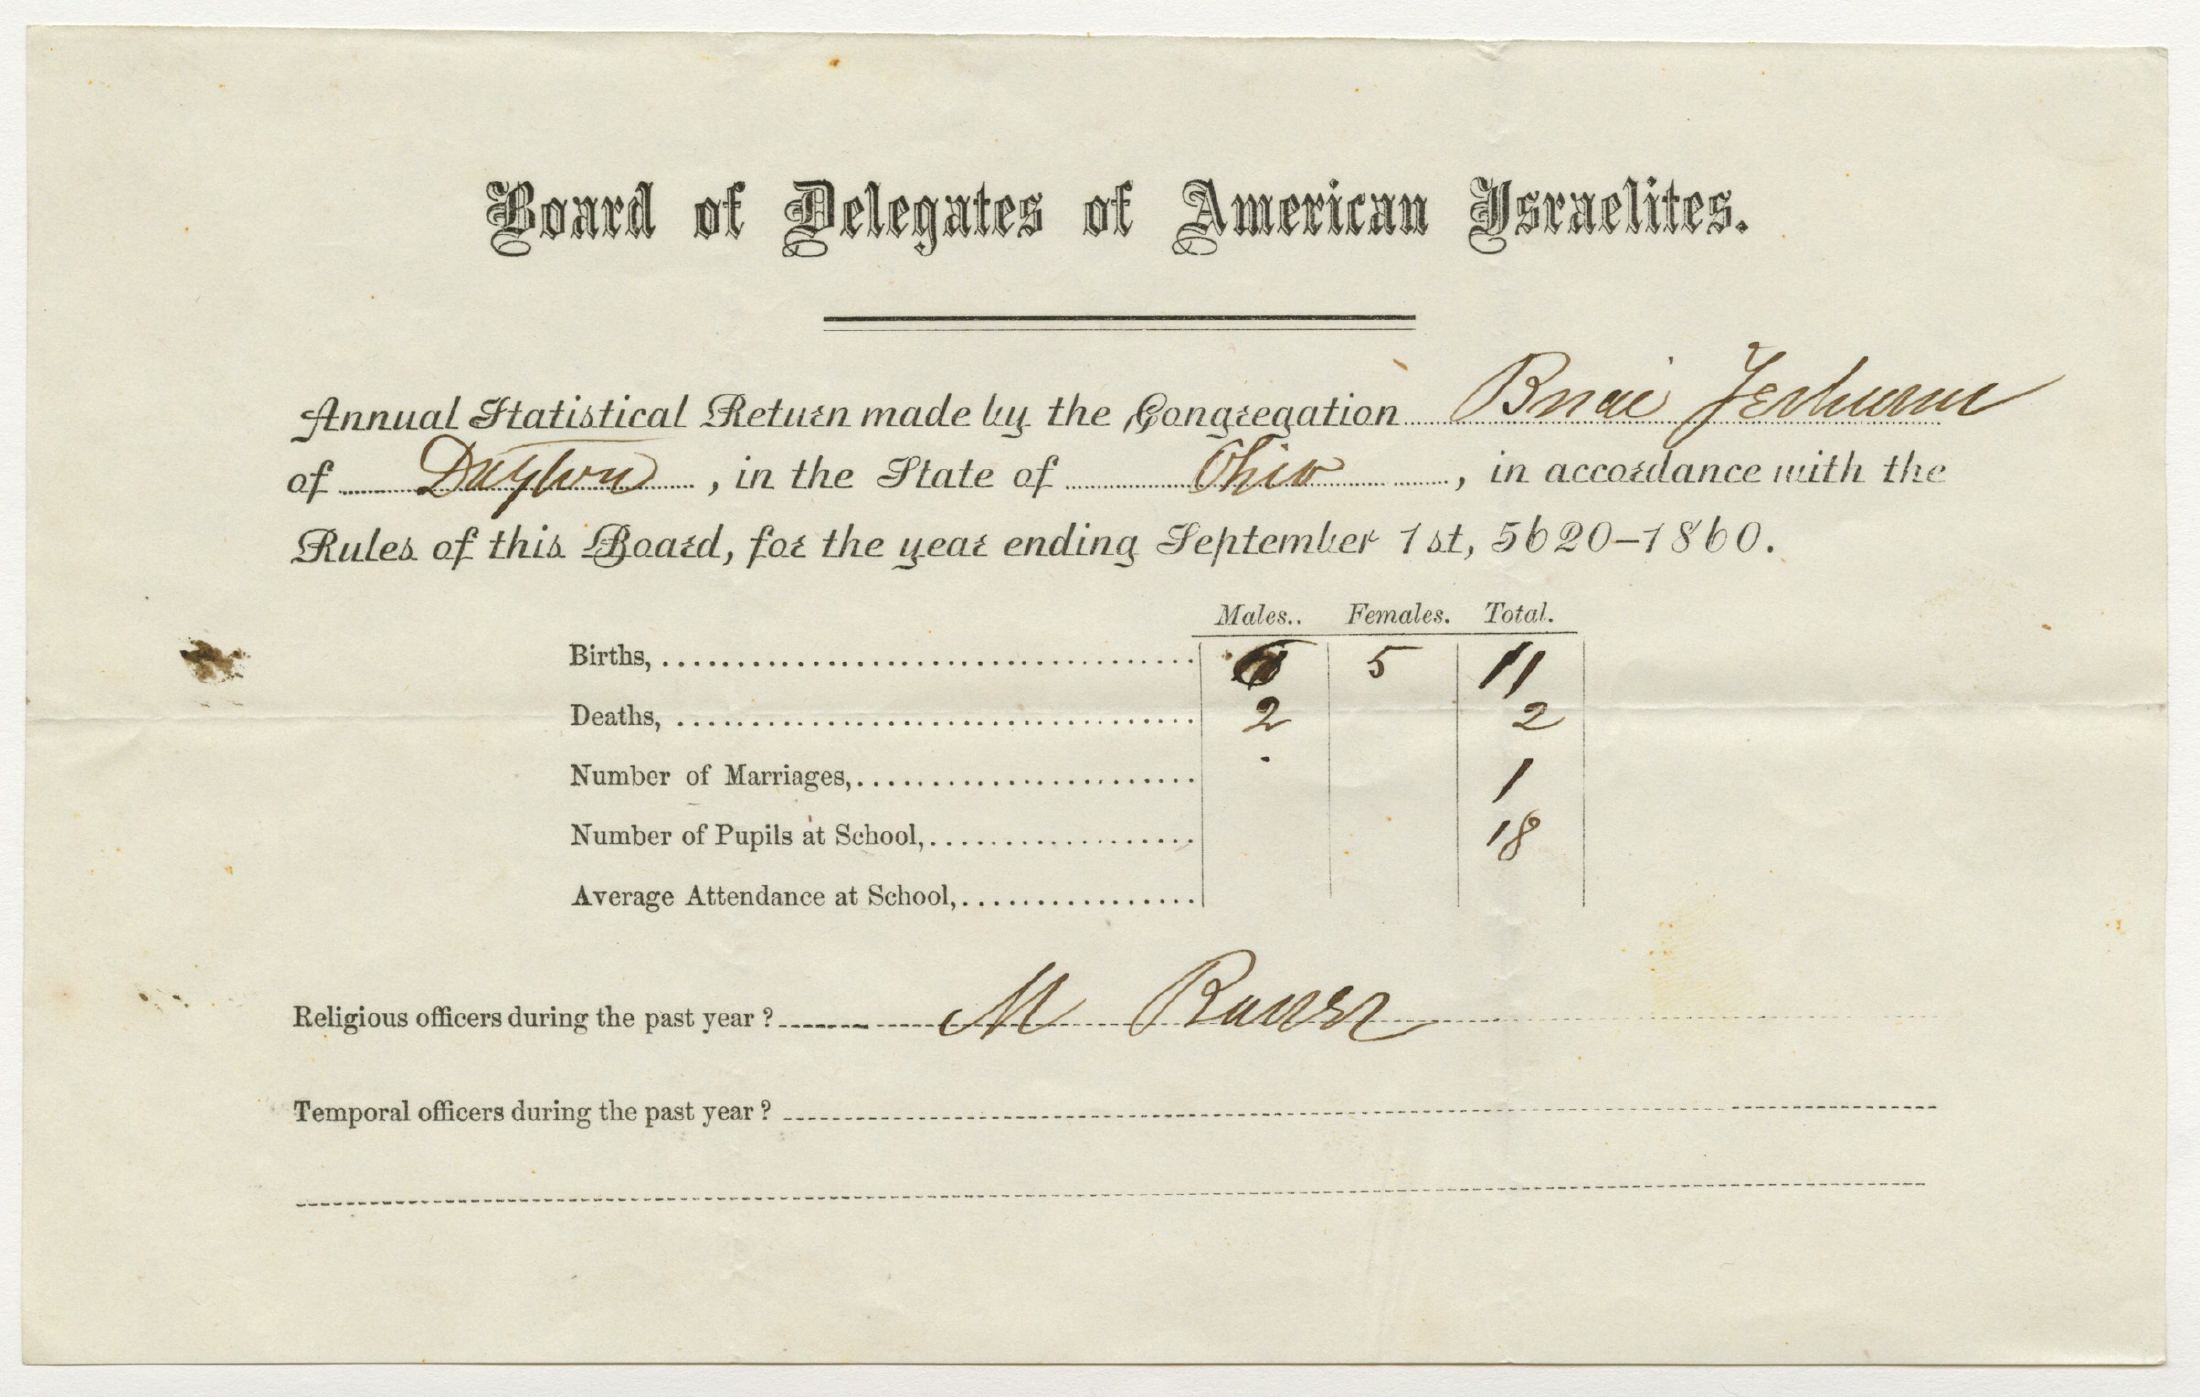 Board of Delegates of American Israelites.
Annual Statistical Return made by the Congregation Bnai Jeshurun
of Dayton, in the State of Ohio, in accordance with the
Rules of this Board, for the year ending September 1st, 5620–1860.
Males.. Females. Total.
Births, 6 5 11
Deaths, 2 2
Number of Marriages, 1
Number of Pupils at School, 18
Average Attendance at School,
Religious officers during the past year? M
Temporal officers during the past year?